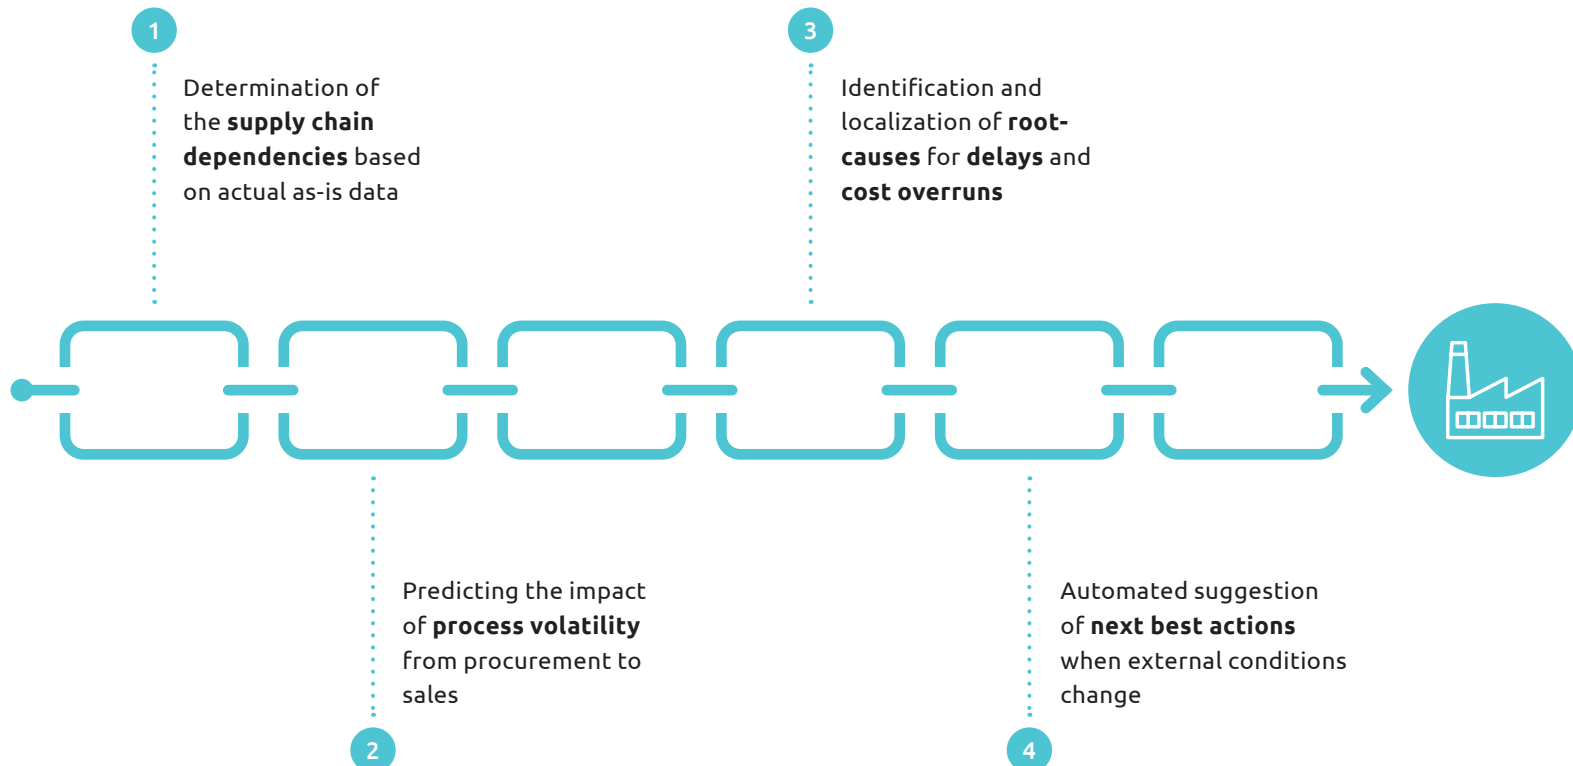 1
Determination of
the supply chain
dependencies based
on actual as-is data
2
Predicting the impact
of process volatility
from procurement to
sales
3
Identification and
localization of root-
causes for delays and
cost overruns
4
Automated suggestion
of next best actions
when external conditions
change